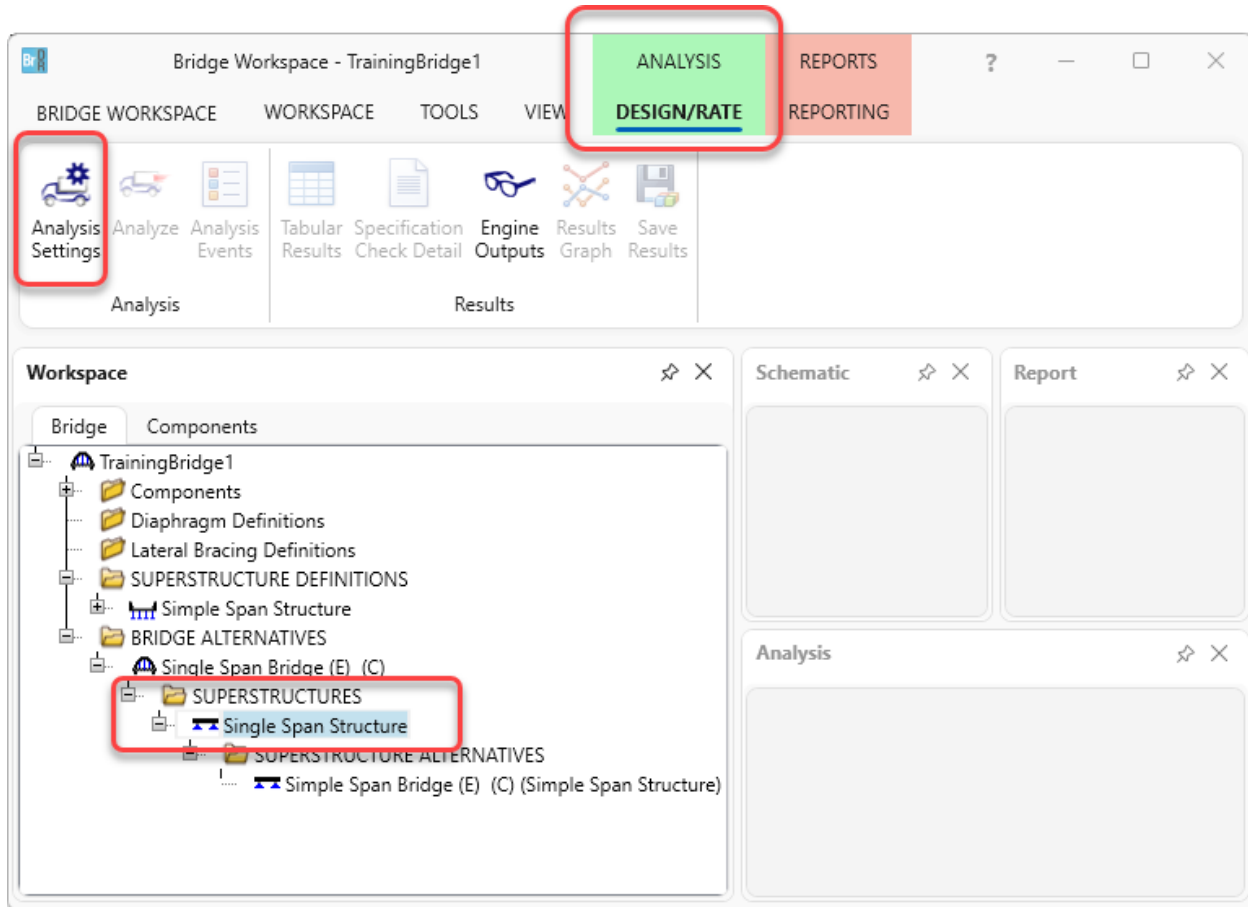 Br DR
Bridge Workspace - TrainingBridge1
ANALYSIS
REPORTS
?
BRIDGE WORKSPACE
WORKSPACE
TOOLS
VIEW
DESIGN/RATE
REPORTING
Analysis
Settings
Analyze
Analysis
Events
Tabular
Results
Specification
Check Detail
Engine
Outputs
Results
Graph
Save
Results
Analysis
Results
Workspace
Schematic
Report
Bridge
Components
TrainingBridge1
Components
Diaphragm Definitions
Lateral Bracing Definitions
SUPERSTRUCTURE DEFINITIONS
Simple Span Structure
BRIDGE ALTERNATIVES
Single Span Bridge (E) (C)
SUPERSTRUCTURES
Single Span Structure
SUPERSTRUCTURE ALTERNATIVES
Simple Span Bridge (E) (C) (Simple Span Structure)
Analysis